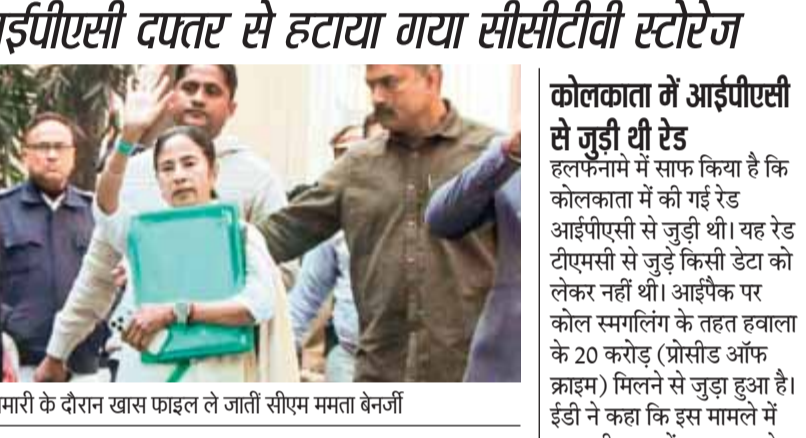 आईपीएसी दफ्तर से हटाया गया सीसीटीवी स्टोरेज
के दौरान खास फाइल ले जातीं सीएम ममता बेनर्जी
कोलकाता में आईपीएसी
से जुड़ी थी रेड
हलफनामे में साफ किया है कि
कोलकाता में की गई रेड
आईपीएसी से जुड़ी थी। यह रेड
टीएमसी से जुड़े किसी डेटा को
लेकर नहीं थी। आईपैक पर
कोल स्मगलिंग के तहत हवाला
के 20 करोड़ (प्रोसीड ऑफ
क्राइम) मिलने से जुड़ा हुआ है।
ईडी ने कहा कि इस मामले में